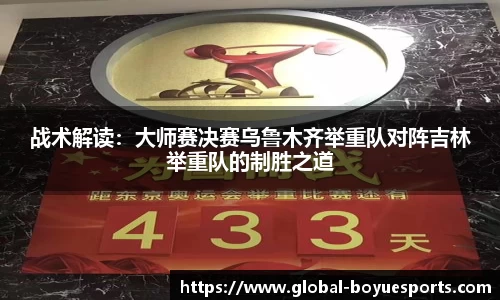 战术解读：大师赛决赛乌鲁木齐举重队对阵吉林
举重队的制胜之道
距东京奥运会举重比赛还有
433天
https://www.global-boyuesports.com